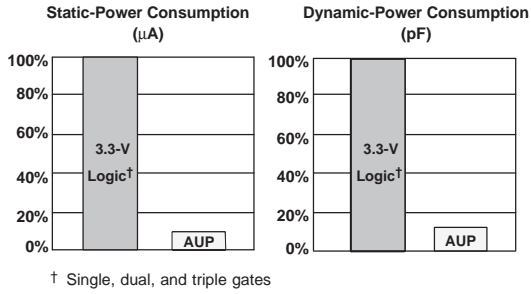 Static-Power Consumption
(µA)
100%
80%
60%
40%
20%
0%
3.3-V
Logic†
AUP
Dynamic-Power Consumption
(pF)
100%
80%
60%
40%
20%
0%
3.3-V
Logic†
AUP
† Single, dual, and triple gates